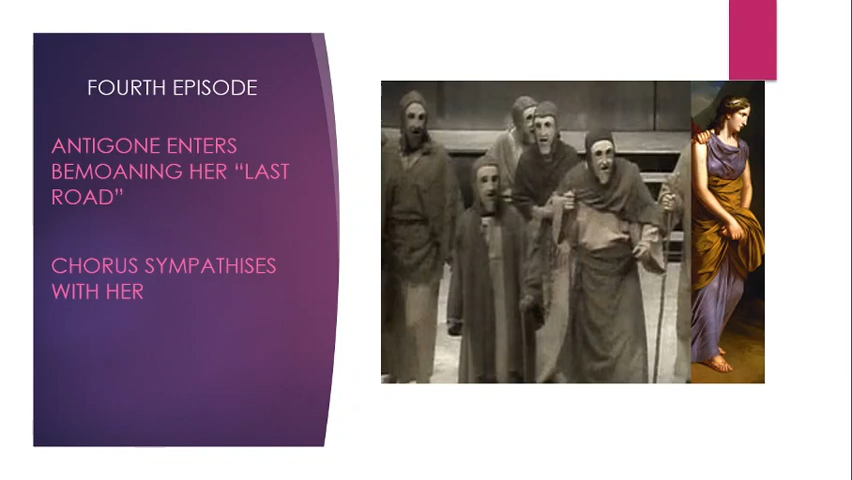 FOURTH EPISODE
ANTIGONE ENTERS
BEMOANING HER “LAST
ROAD”
CHORUS SYMPATHISES
WITH HER